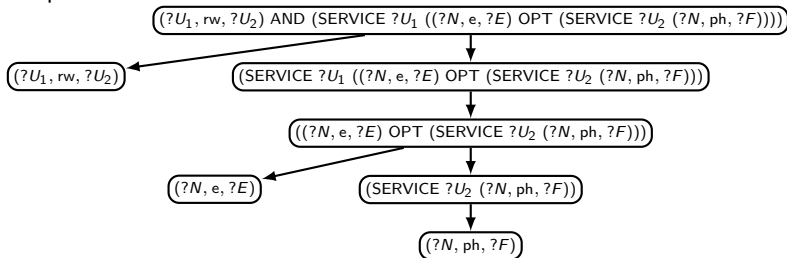 (?U₁, rw, ?U₂) AND (SERVICE ?U₁ ((?N, e, ?E) OPT (SERVICE ?U₂ (?N, ph, ?F))))
(?U₁, rw, ?U₂)
(SERVICE ?U₁ ((?N, e, ?E) OPT (SERVICE ?U₂ (?N, ph, ?F)))
((?N, e, ?E) OPT (SERVICE ?U₂ (?N, ph, ?F)))
(?N, e, ?E)
(SERVICE ?U₂ (?N, ph, ?F))
(?N, ph, ?F)